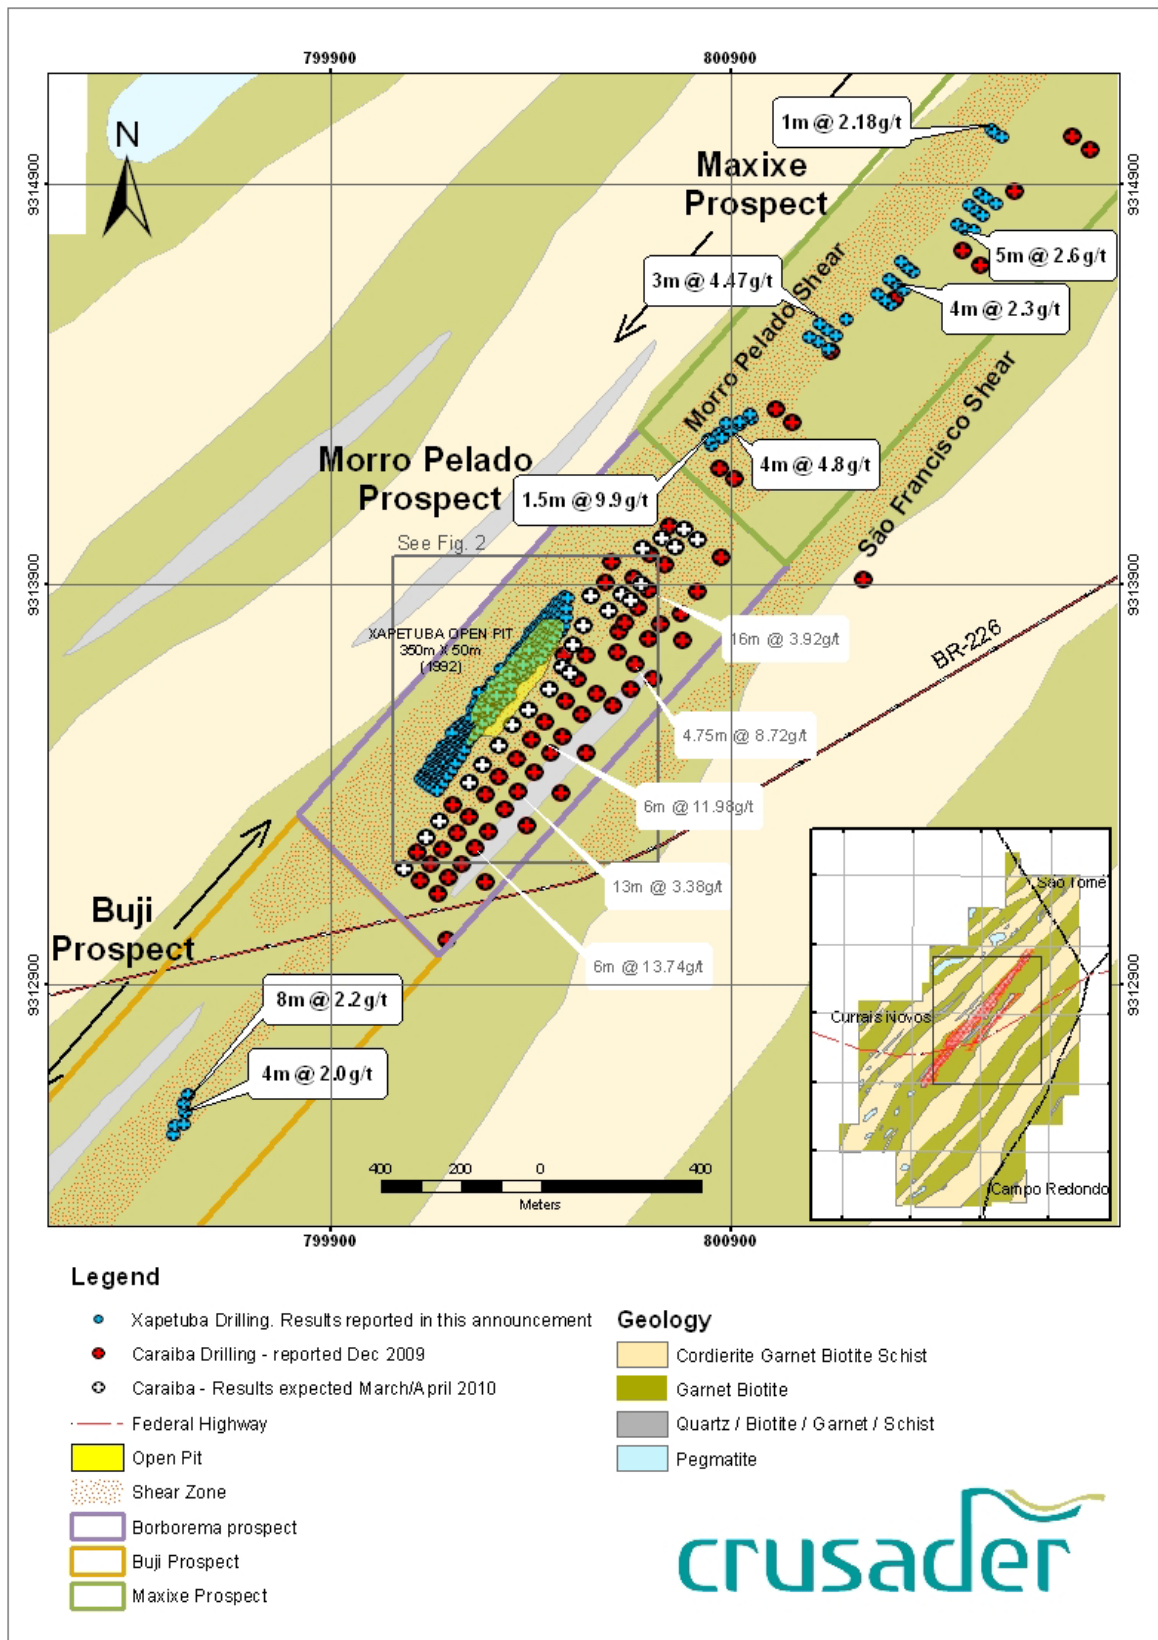 799900
800900
N
1m @ 2.18g/t
Maxixe
Prospect
9314900
9314900
5m @ 2.6g/t
3m @ 4.47g/t
4m @ 2.3g/t
Morro Pelado Shear
São Francisco Shear
Morro Pelado
Prospect
4m @ 4.8g/t
1.5m @ 9.9g/t
See Fig. 2
9313900
9313900
XAPETUBA OPEN PIT
350m X 50m
(1992)
16m @ 3.92g/t
BR-226
4.75m @ 8.72g/t
6m @ 11.98g/t
13m @ 3.38g/t
Buji
Prospect
6m @ 13.74g/t
9312900
9312900
8m @ 2.2g/t
4m @ 2.0g/t
São Tomé
Currais Novos
Campo Redondo
400 200 0 400
Meters
799900
800900
Legend
Xapetuba Drilling. Results reported in this announcement
Caraiba Drilling - reported Dec 2009
Caraiba - Results expected March/April 2010
Federal Highway
Open Pit
Shear Zone
Borborema prospect
Buji Prospect
Maxixe Prospect
Geology
Cordierite Garnet Biotite Schist
Garnet Biotite
Quartz / Biotite / Garnet / Schist
Pegmatite
crusader